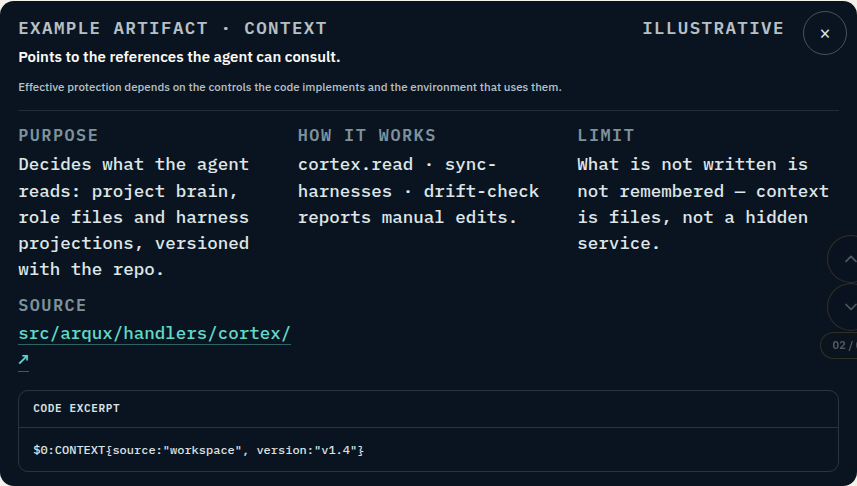 EXAMPLE ARTIFACT · CONTEXT
ILLUSTRATIVE
×
Points to the references the agent can consult.
Effective protection depends on the controls the code implements and the environment that uses them.
PURPOSE
Decides what the agent
reads: project brain,
role files and harness
projections, versioned
with the repo.
HOW IT WORKS
cortex.read · sync-
harnesses · drift-check
reports manual edits.
LIMIT
What is not written is
not remembered — context
is files, not a hidden
service.
SOURCE
src/arqux/handlers/cortex/
↗
02 /
CODE EXCERPT
$0:CONTEXT{source:"workspace", version:"v1.4"}